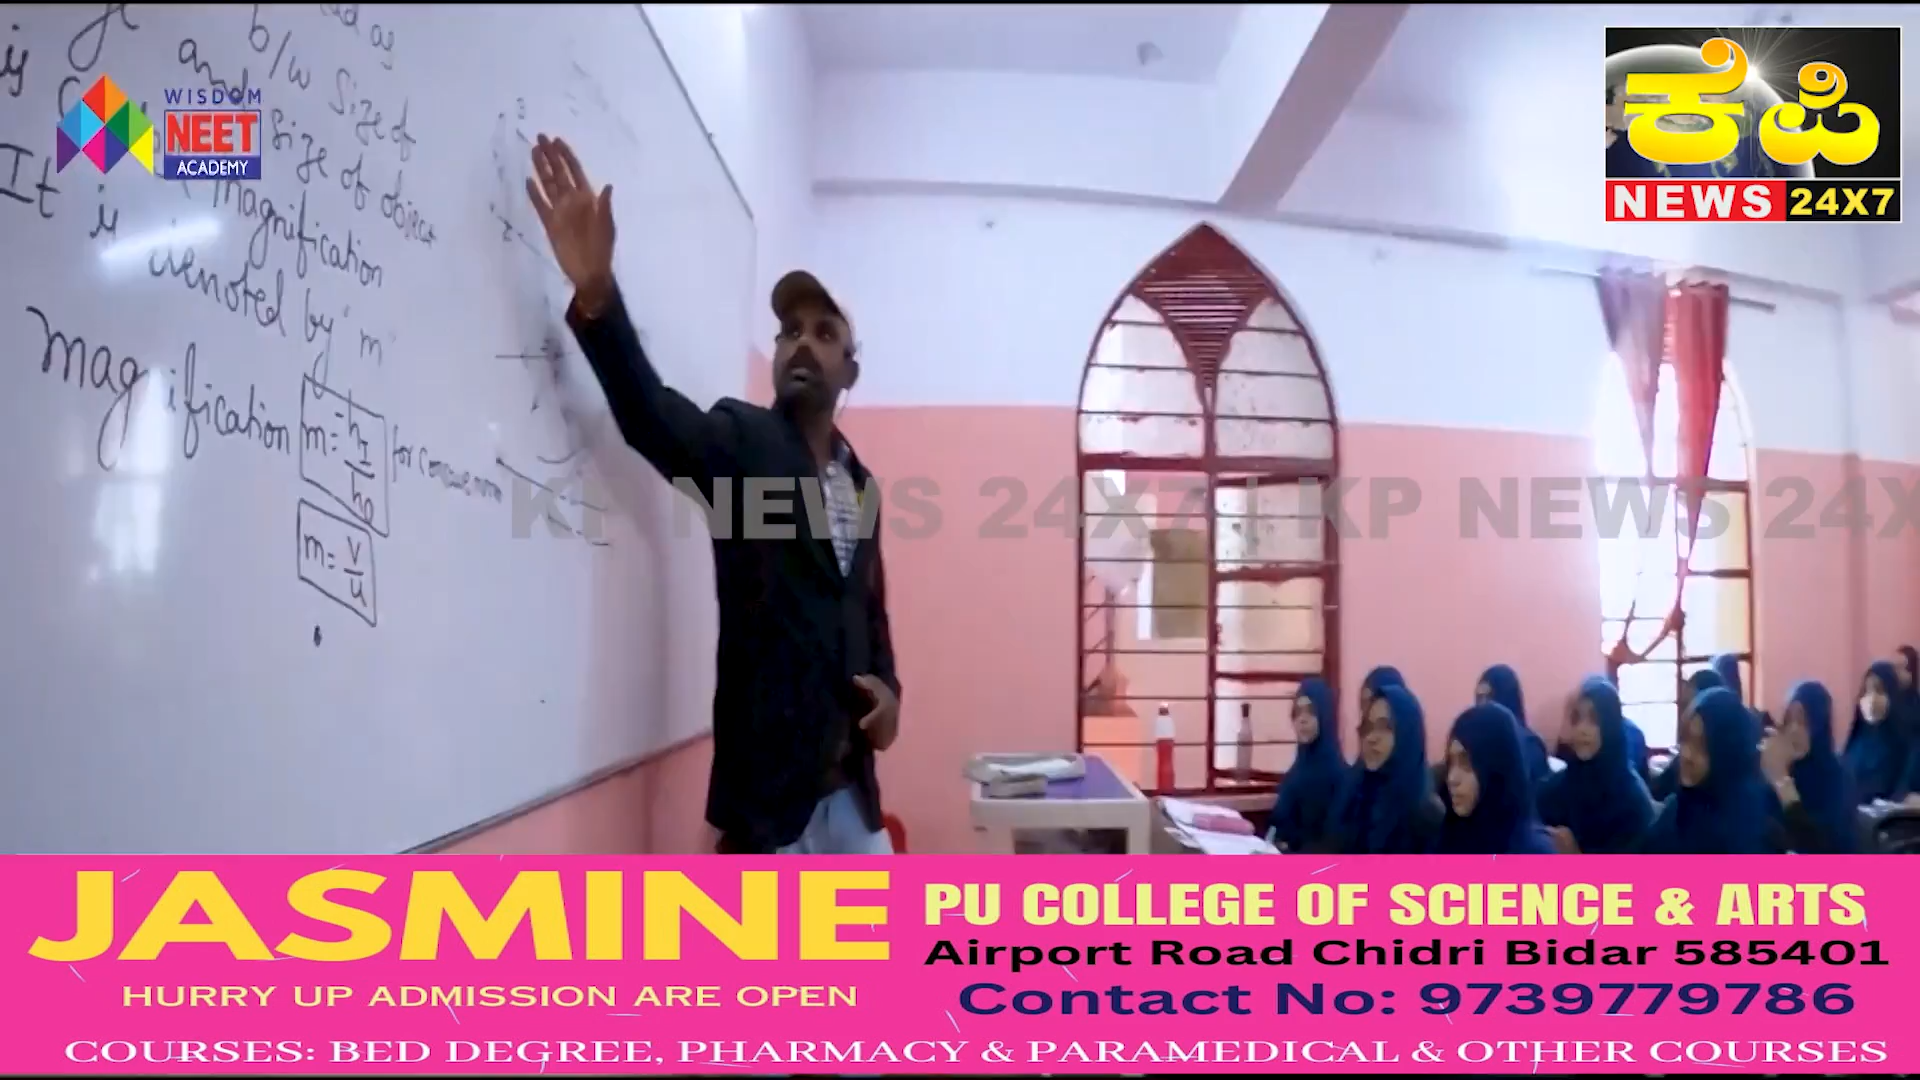 b/w size of
and size of object
magnification
It is denoted by "m"
magnification m = -hI/ho for concave
m = v/u
WISDOM
NEET
ACADEMY
ಕೆಪಿ
NEWS 24X7
KP NEWS 24X7 | KP NEWS 24X
JASMINE
HURRY UP ADMISSION ARE OPEN
PU COLLEGE OF SCIENCE & ARTS
Airport Road Chidri Bidar 585401
Contact No: 9739779786
COURSES: BED DEGREE, PHARMACY & PARAMEDICAL & OTHER COURSES